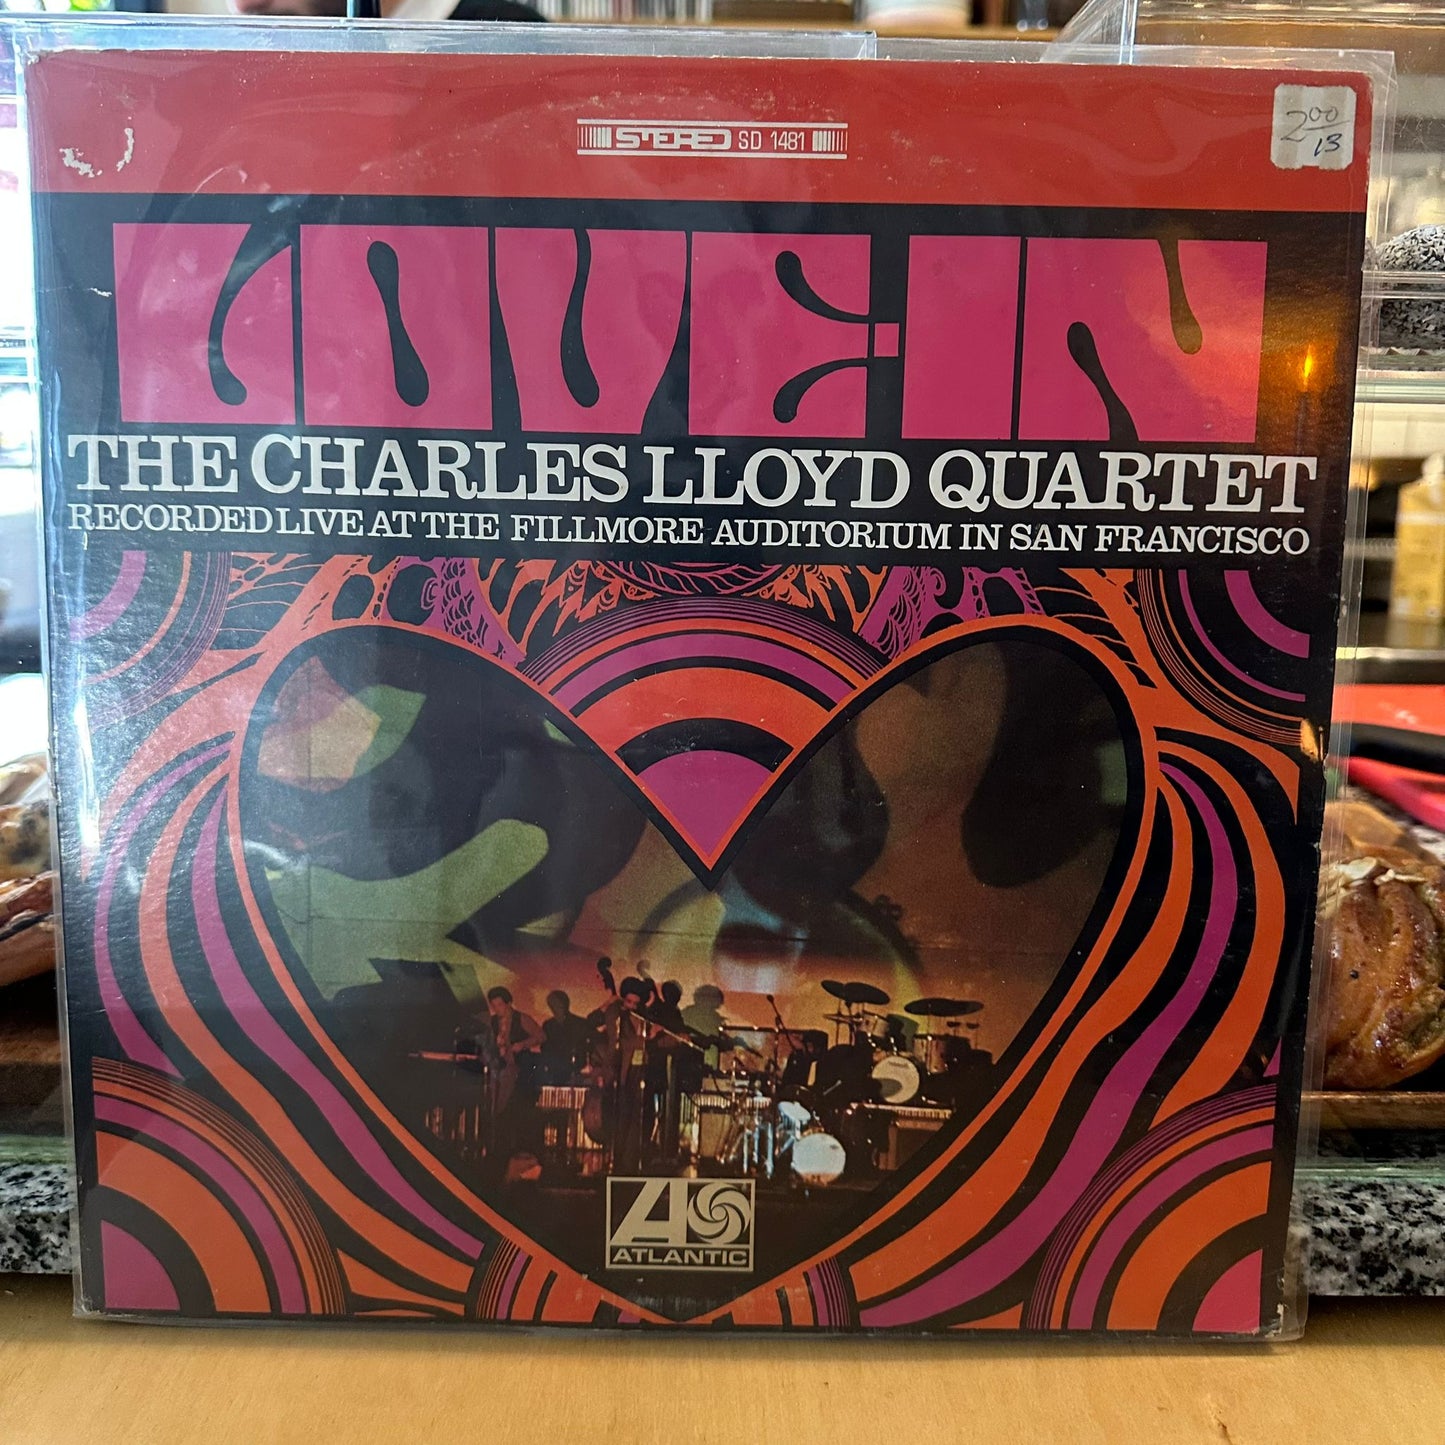 STEREO SD 1481
2.00
13
LOVE-IN
THE CHARLES LLOYD QUARTET
RECORDED LIVE AT THE FILLMORE AUDITORIUM IN SAN FRANCISCO
ATLANTIC